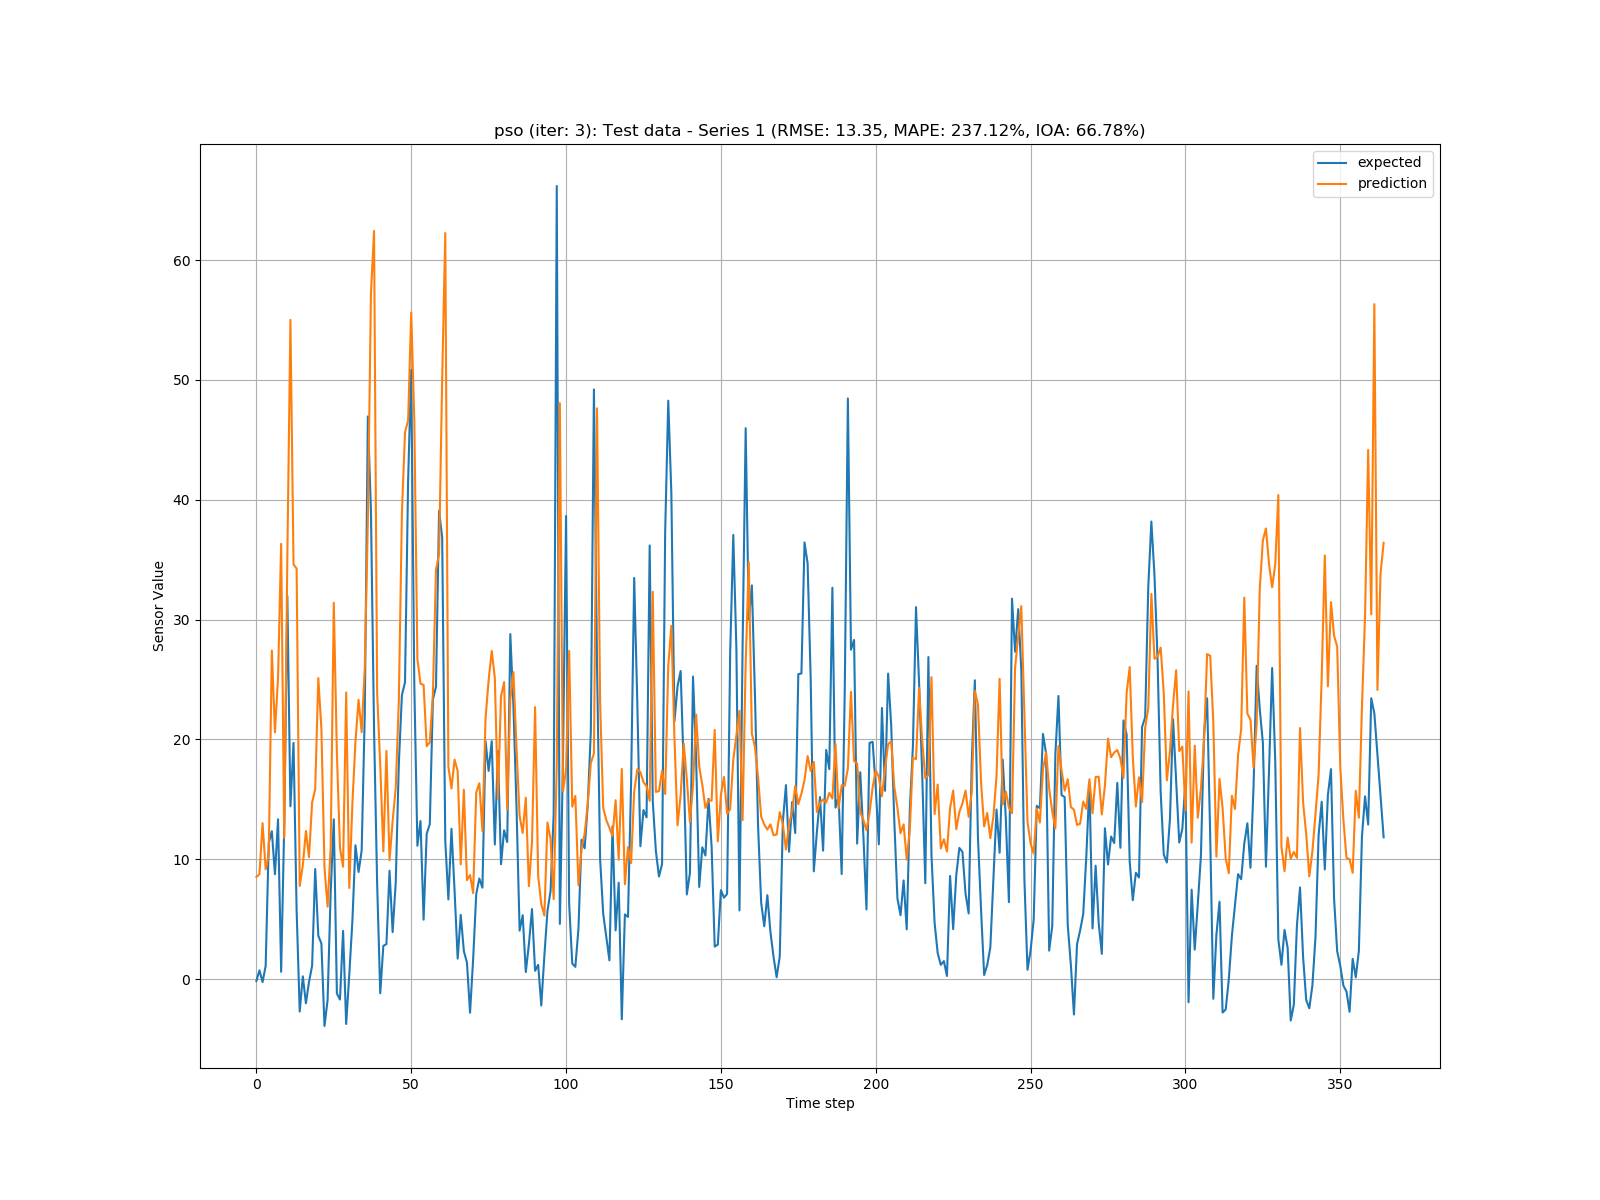 pso (iter: 3): Test data - Series 1 (RMSE: 13.35, MAPE: 237.12%, IOA: 66.78%)
expected
prediction
60
50
40
30
20
10
0
Sensor Value
0 50 100 150 200 250 300 350
Time step